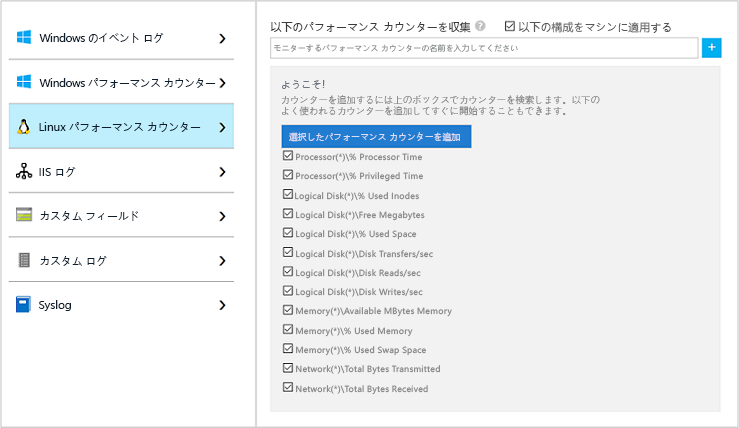 Windows のイベント ログ
Windows パフォーマンス カウンター
Linux パフォーマンス カウンター
IIS ログ
カスタム フィールド
カスタム ログ
Syslog
以下のパフォーマンス カウンターを収集 ?
以下の構成をマシンに適用する
モニターするパフォーマンス カウンターの名前を入力してください
+
ようこそ!
カウンターを追加するには上のボックスでカウンターを検索します。以下の
よく使われるカウンターを追加してすぐに開始することもできます。
選択したパフォーマンス カウンターを追加
Processor(*)\% Processor Time
Processor(*)\% Privileged Time
Logical Disk(*)\% Used Inodes
Logical Disk(*)\Free Megabytes
Logical Disk(*)\% Used Space
Logical Disk(*)\Disk Transfers/sec
Logical Disk(*)\Disk Reads/sec
Logical Disk(*)\Disk Writes/sec
Memory(*)\Available MBytes Memory
Memory(*)\% Used Memory
Memory(*)\% Used Swap Space
Network(*)\Total Bytes Transmitted
Network(*)\Total Bytes Received